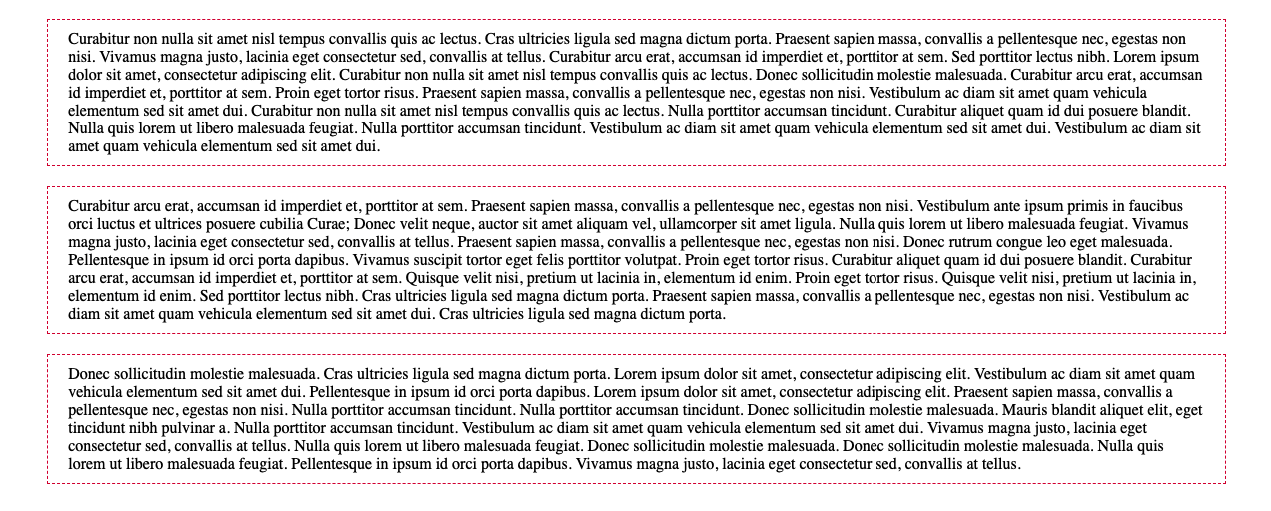 Curabitur non nulla sit amet nisl tempus convallis quis ac lectus. Cras ultricies ligula sed magna dictum porta. Praesent sapien massa, convallis a pellentesque nec, egestas non
nisi. Vivamus magna justo, lacinia eget consectetur sed, convallis at tellus. Curabitur arcu erat, accumsan id imperdiet et, porttitor at sem. Sed porttitor lectus nibh. Lorem ipsum
dolor sit amet, consectetur adipiscing elit. Curabitur non nulla sit amet nisl tempus convallis quis ac lectus. Donec sollicitudin molestie malesuada. Curabitur arcu erat, accumsan
id imperdiet et, porttitor at sem. Proin eget tortor risus. Praesent sapien massa, convallis a pellentesque nec, egestas non nisi. Vestibulum ac diam sit amet quam vehicula
elementum sed sit amet dui. Curabitur non nulla sit amet nisl tempus convallis quis ac lectus. Nulla porttitor accumsan tincidunt. Curabitur aliquet quam id dui posuere blandit.
Nulla quis lorem ut libero malesuada feugiat. Nulla porttitor accumsan tincidunt. Vestibulum ac diam sit amet quam vehicula elementum sed sit amet dui. Vestibulum ac diam sit
amet quam vehicula elementum sed sit amet dui.
Curabitur arcu erat, accumsan id imperdiet et, porttitor at sem. Praesent sapien massa, convallis a pellentesque nec, egestas non nisi. Vestibulum ante ipsum primis in faucibus
orci luctus et ultrices posuere cubilia Curae; Donec velit neque, auctor sit amet aliquam vel, ullamcorper sit amet ligula. Nulla quis lorem ut libero malesuada feugiat. Vivamus
magna justo, lacinia eget consectetur sed, convallis at tellus. Praesent sapien massa, convallis a pellentesque nec, egestas non nisi. Donec rutrum congue leo eget malesuada.
Pellentesque in ipsum id orci porta dapibus. Vivamus suscipit tortor eget felis porttitor volutpat. Proin eget tortor risus. Curabitur aliquet quam id dui posuere blandit. Curabitur
arcu erat, accumsan id imperdiet et, porttitor at sem. Quisque velit nisi, pretium ut lacinia in, elementum id enim. Proin eget tortor risus. Quisque velit nisi, pretium ut lacinia in,
elementum id enim. Sed porttitor lectus nibh. Cras ultricies ligula sed magna dictum porta. Praesent sapien massa, convallis a pellentesque nec, egestas non nisi. Vestibulum ac
diam sit amet quam vehicula elementum sed sit amet dui. Cras ultricies ligula sed magna dictum porta.
Donec sollicitudin molestie malesuada. Cras ultricies ligula sed magna dictum porta. Lorem ipsum dolor sit amet, consectetur adipiscing elit. Vestibulum ac diam sit amet quam
vehicula elementum sed sit amet dui. Pellentesque in ipsum id orci porta dapibus. Lorem ipsum dolor sit amet, consectetur adipiscing elit. Praesent sapien massa, convallis a
pellentesque nec, egestas non nisi. Nulla porttitor accumsan tincidunt. Nulla porttitor accumsan tincidunt. Donec sollicitudin molestie malesuada. Mauris blandit aliquet elit, eget
tincidunt nibh pulvinar a. Nulla porttitor accumsan tincidunt. Vestibulum ac diam sit amet quam vehicula elementum sed sit amet dui. Vivamus magna justo, lacinia eget
consectetur sed, convallis at tellus. Nulla quis lorem ut libero malesuada feugiat. Donec sollicitudin molestie malesuada. Donec sollicitudin molestie malesuada. Nulla quis
lorem ut libero malesuada feugiat. Pellentesque in ipsum id orci porta dapibus. Vivamus magna justo, lacinia eget consectetur sed, convallis at tellus.